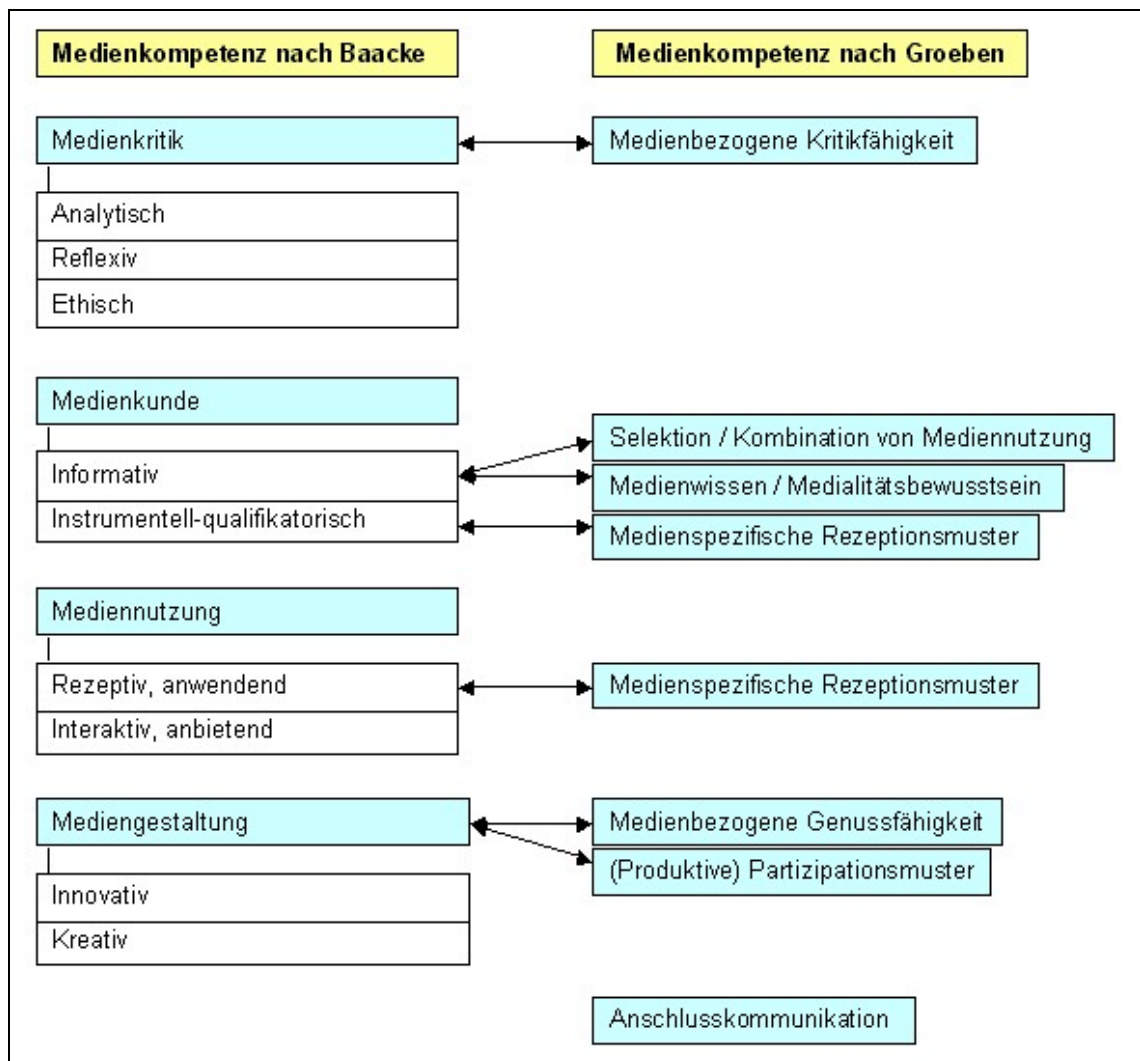 Medienkompetenz nach Baacke
Medienkompetenz nach Groeben
Medienkritik
Medienbezogene Kritikfähigkeit
Analytisch
Reflexiv
Ethisch
Medienkunde
Selektion / Kombination von Mediennutzung
Informativ
Medienwissen / Medialitätsbewusstsein
Instrumentell-qualifikatorisch
Medienspezifische Rezeptionsmuster
Mediennutzung
Rezeptiv, anwendend
Medienspezifische Rezeptionsmuster
Interaktiv, anbietend
Mediengestaltung
Medienbezogene Genussfähigkeit
(Produktive) Partizipationsmuster
Innovativ
Kreativ
Anschlusskommunikation